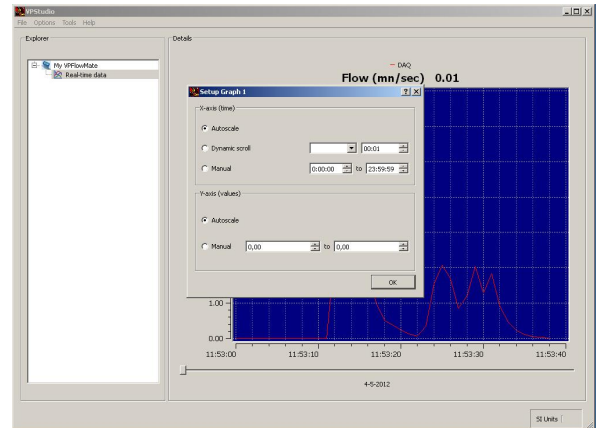 VPStudio
File Options Tools Help
Explorer
My VPFlowMate
Real-time data
Details
DAQ
Flow (mn/sec) 0.01
Setup Graph 1
X-axis (time)
Autoscale
Dynamic scroll 00:01
Manual 0:00:00 to 23:59:59
Y-axis (values)
Autoscale
Manual 0,00 to 0,00
OK
1.00
0.00
11:53:00 11:53:10 11:53:20 11:53:30 11:53:40
4-5-2012
SI Units